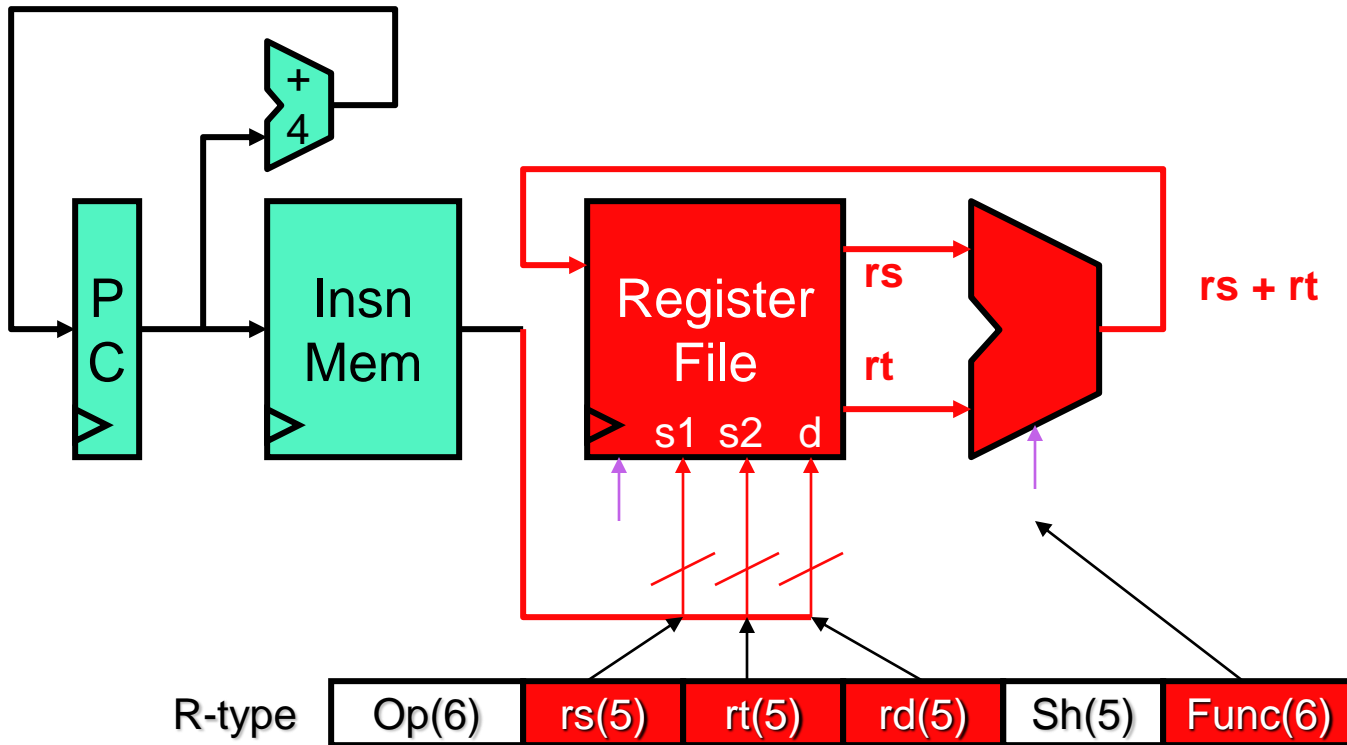 +
4
P
C
Insn
Mem
Register
File
s1 s2 d
rs
rt
rs + rt
R-type Op(6) rs(5) rt(5) rd(5) Sh(5) Func(6)